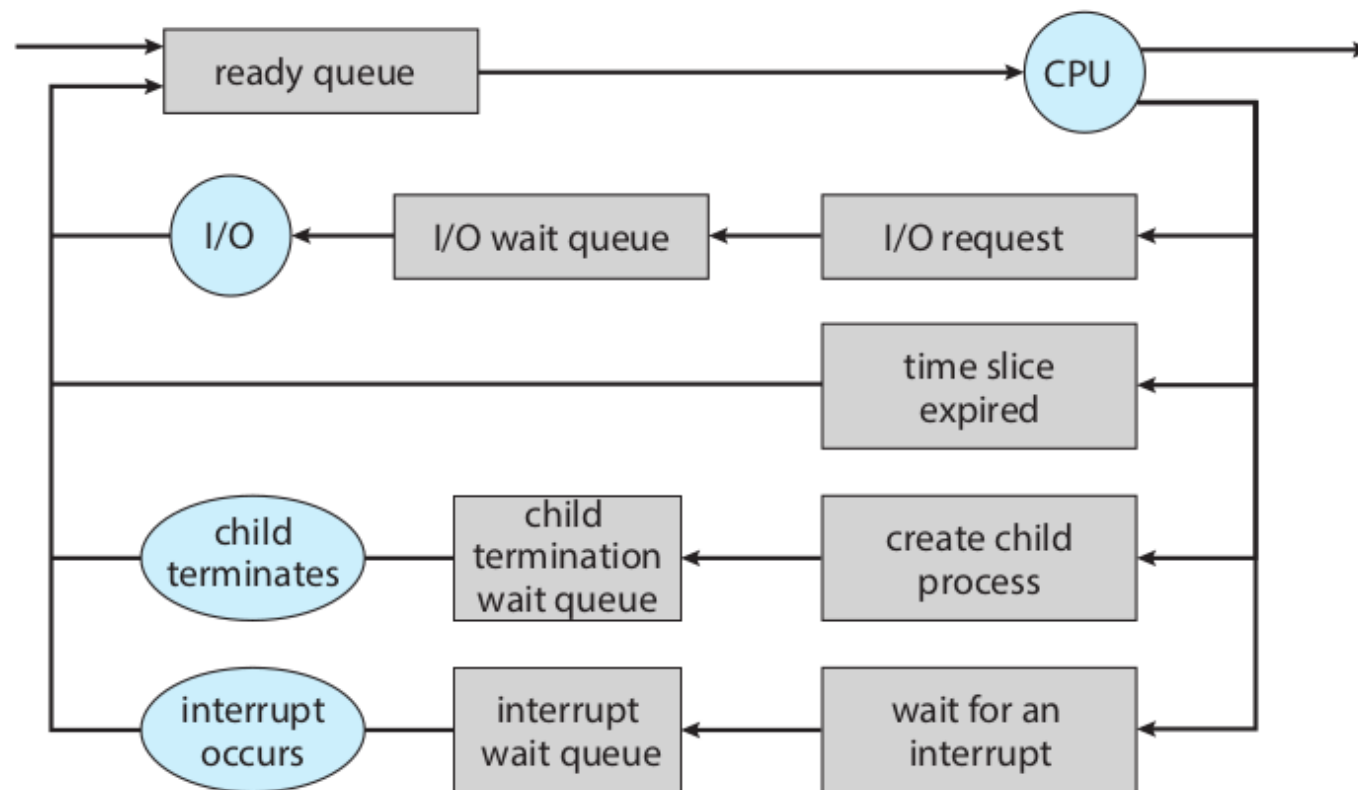 ready queue
CPU
I/O
I/O wait queue
I/O request
time slice
expired
child
terminates
child
termination
wait queue
create child
process
interrupt
occurs
interrupt
wait queue
wait for an
interrupt